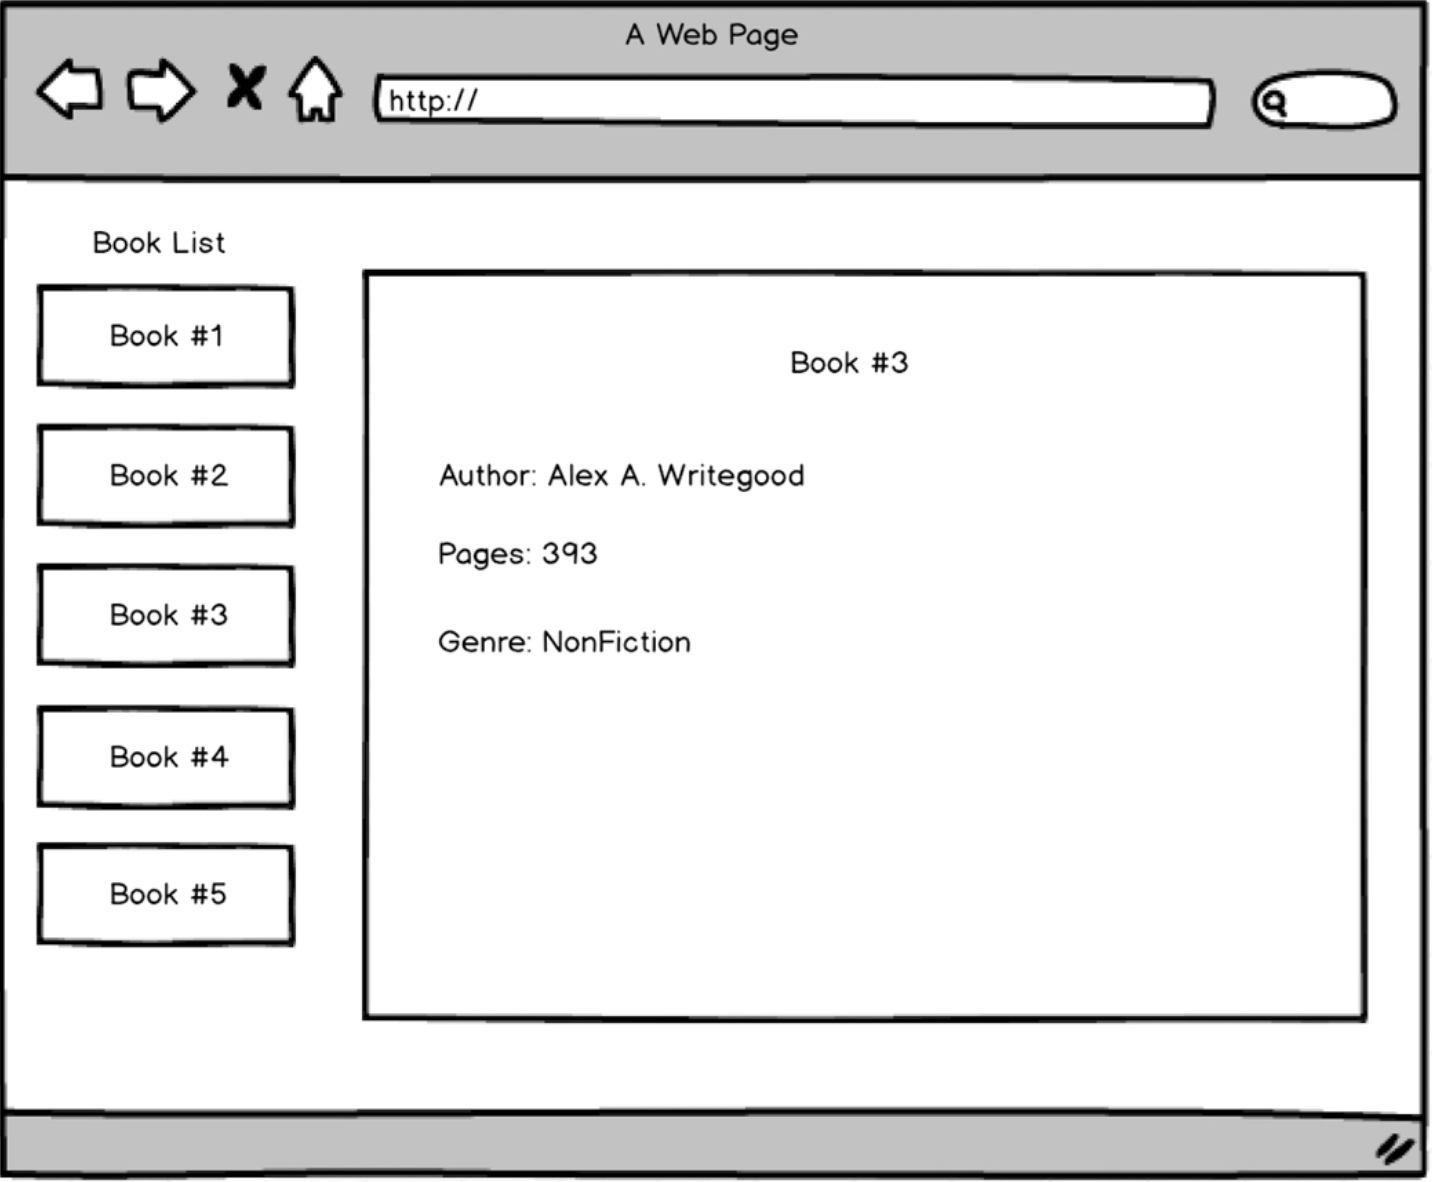 A Web Page
http://
Book List
Book #1
Book #2
Book #3
Book #4
Book #5
Book #3
Author: Alex A. Writegood
Pages: 393
Genre: NonFiction